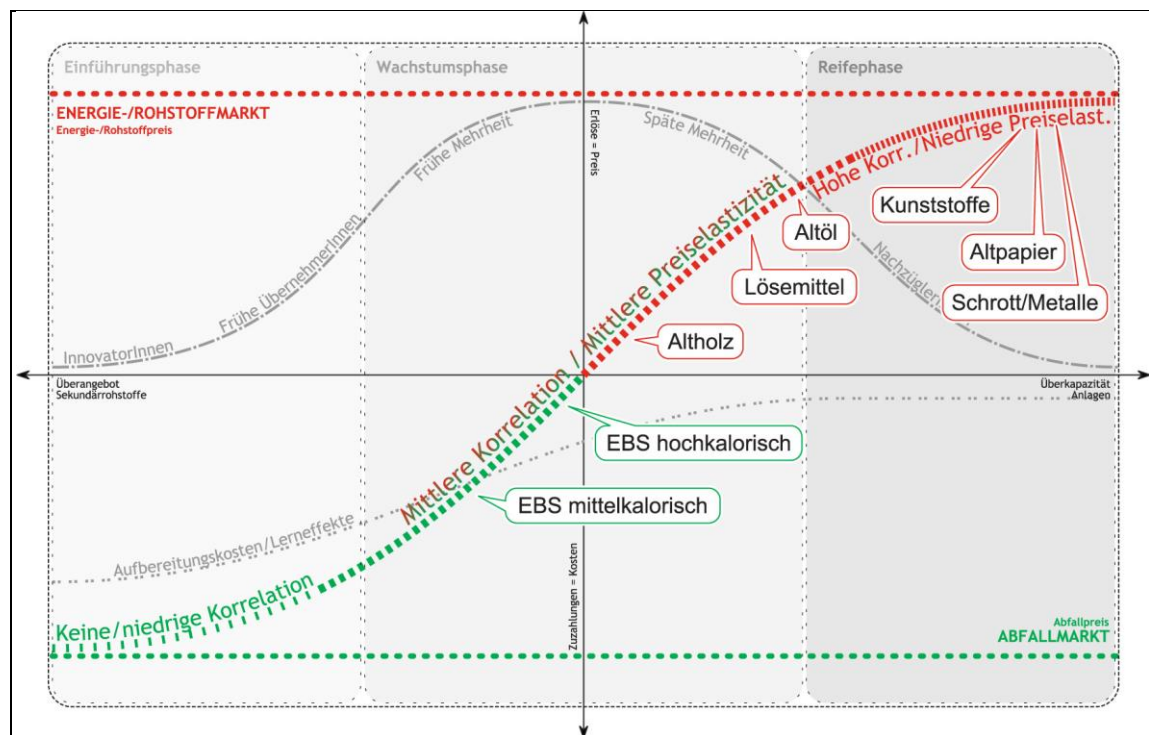 Einführungsphase
Wachstumsphase
Reifephase
ENERGIE-/ROHSTOFFMARKT
Energie-/Rohstoffpreis
Erlöse = Preis
InnovatorInnen
Frühe ÜbernehmerInnen
Frühe Mehrheit
Späte Mehrheit
Hohe Korr./Niedrige Preiselast.
Kunststoffe
Altöl
Altpapier
Lösemittel
Schrott/Metalle
Altholz
Mittlere Korrelation / Mittlere Preiselastizität
Überangebot
Sekundärrohstoffe
Überkapazität
Anlagen
EBS hochkalorisch
EBS mittelkalorisch
Aufbereitungskosten/Lerneffekte
Keine/niedrige Korrelation
Zuzahlungen = Kosten
Abfallpreis
ABFALLMARKT